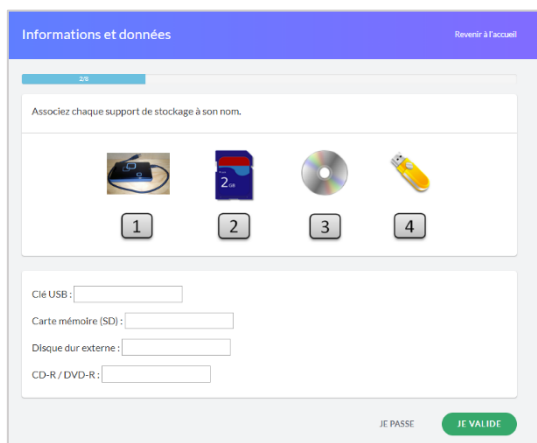 Informations et données
Revenir à l'accueil
2/8
Associez chaque support de stockage à son nom.
2 GB
1
2
3
4
Clé USB :
Carte mémoire (SD) :
Disque dur externe :
CD-R / DVD-R :
JE PASSE
JE VALIDE